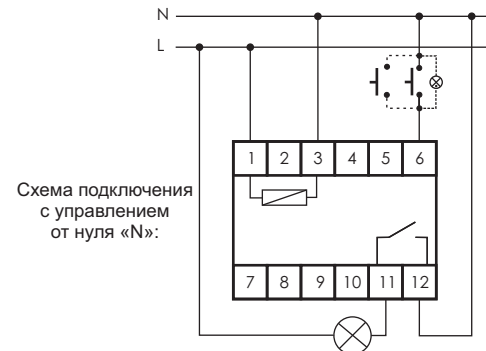 N
L
1 2 3 4 5 6
Схема подключения
с управлением
от нуля «N»:
7 8 9 10 11 12